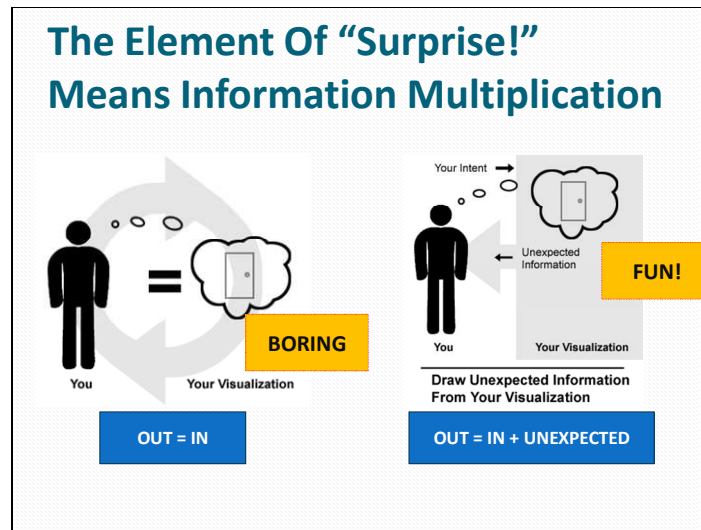 The Element Of “Surprise!”
Means Information Multiplication
=
BORING
You
Your Visualization
OUT = IN
Your Intent
Unexpected
Information
FUN!
You
Your Visualization
Draw Unexpected Information
From Your Visualization
OUT = IN + UNEXPECTED